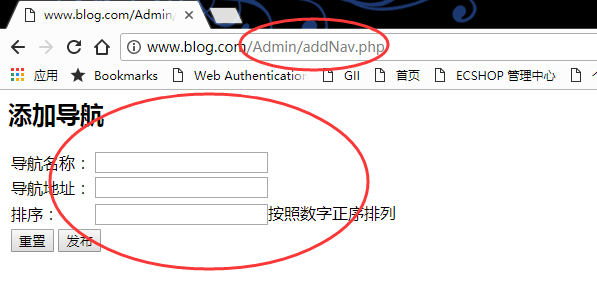 www.blog.com/Admin/
www.blog.com/Admin/addNav.php
应用 Bookmarks Web Authentication GII 首页 ECSHOP 管理中心
添加导航
导航名称：
导航地址：
排序： 按照数字正序排列
重置 发布